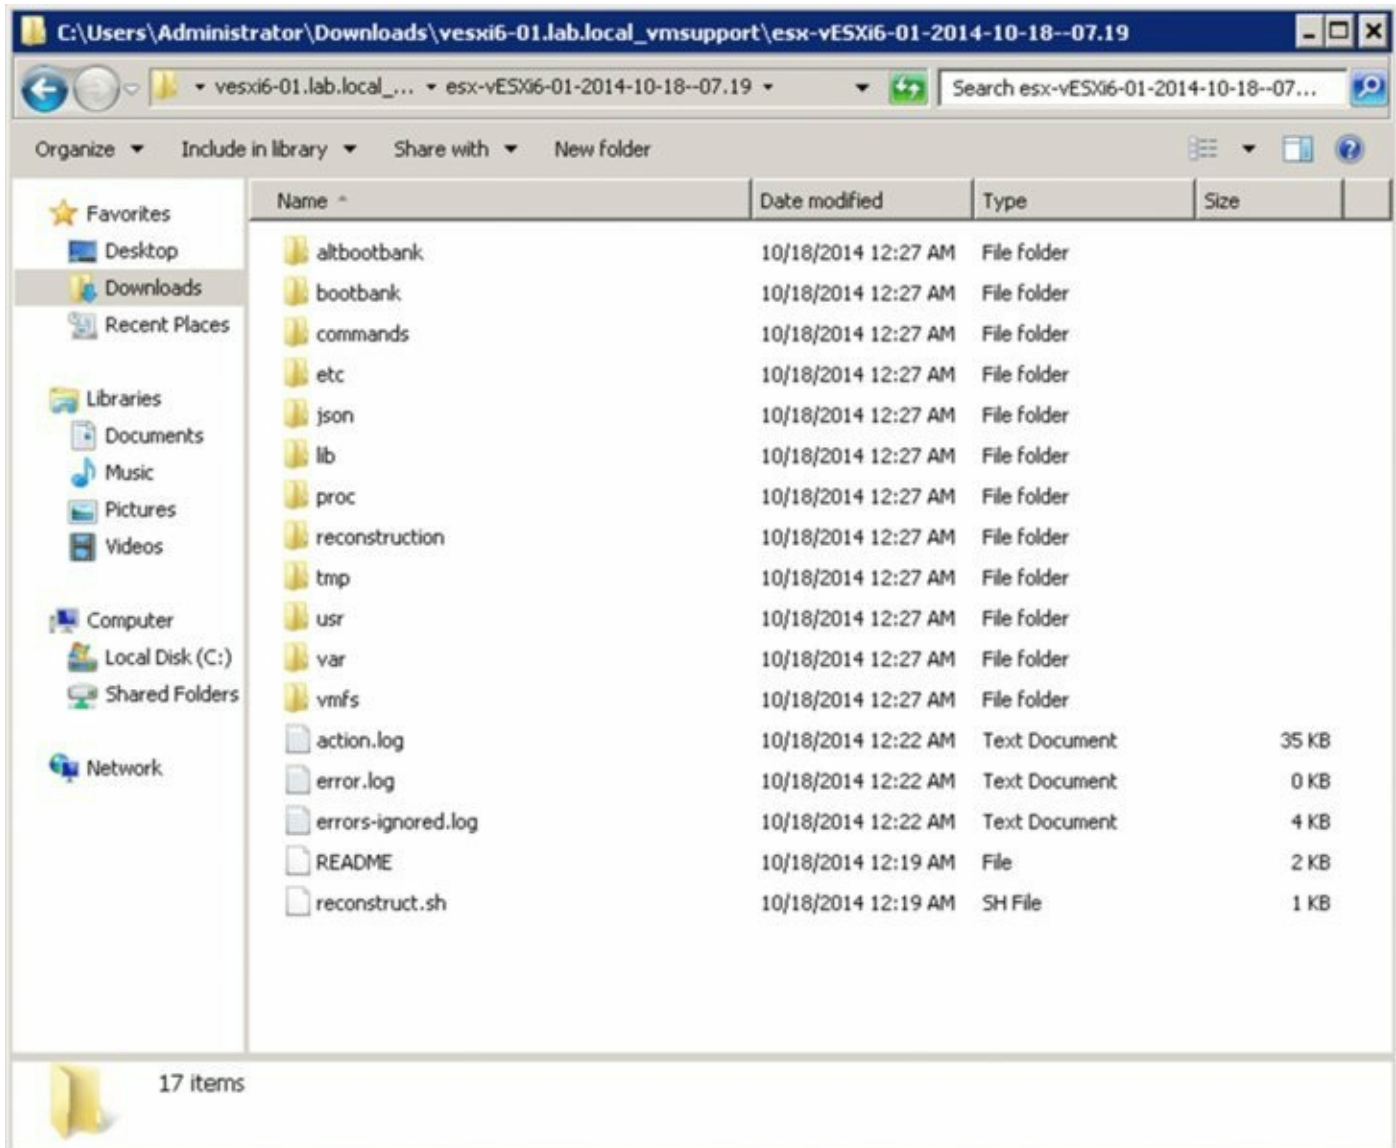 C:\Users\Administrator\Downloads\vesxi6-01.lab.local_vmsupport\esx-vESXi6-01-2014-10-18--07.19
vesxi6-01.lab.local_... esx-vESXi6-01-2014-10-18--07.19 Search esx-vESXi6-01-2014-10-18--07...
Organize Include in library Share with New folder
Name Date modified Type Size
Favorites
Desktop
Downloads
Recent Places
Libraries
Documents
Music
Pictures
Videos
Computer
Local Disk (C:)
Shared Folders
Network
altbootbank 10/18/2014 12:27 AM File folder
bootbank 10/18/2014 12:27 AM File folder
commands 10/18/2014 12:27 AM File folder
etc 10/18/2014 12:27 AM File folder
json 10/18/2014 12:27 AM File folder
lib 10/18/2014 12:27 AM File folder
proc 10/18/2014 12:27 AM File folder
reconstruction 10/18/2014 12:27 AM File folder
tmp 10/18/2014 12:27 AM File folder
usr 10/18/2014 12:27 AM File folder
var 10/18/2014 12:27 AM File folder
vmfs 10/18/2014 12:27 AM File folder
action.log 10/18/2014 12:22 AM Text Document 35 KB
error.log 10/18/2014 12:22 AM Text Document 0 KB
errors-ignored.log 10/18/2014 12:22 AM Text Document 4 KB
README 10/18/2014 12:19 AM File 2 KB
reconstruct.sh 10/18/2014 12:19 AM SH File 1 KB
17 items